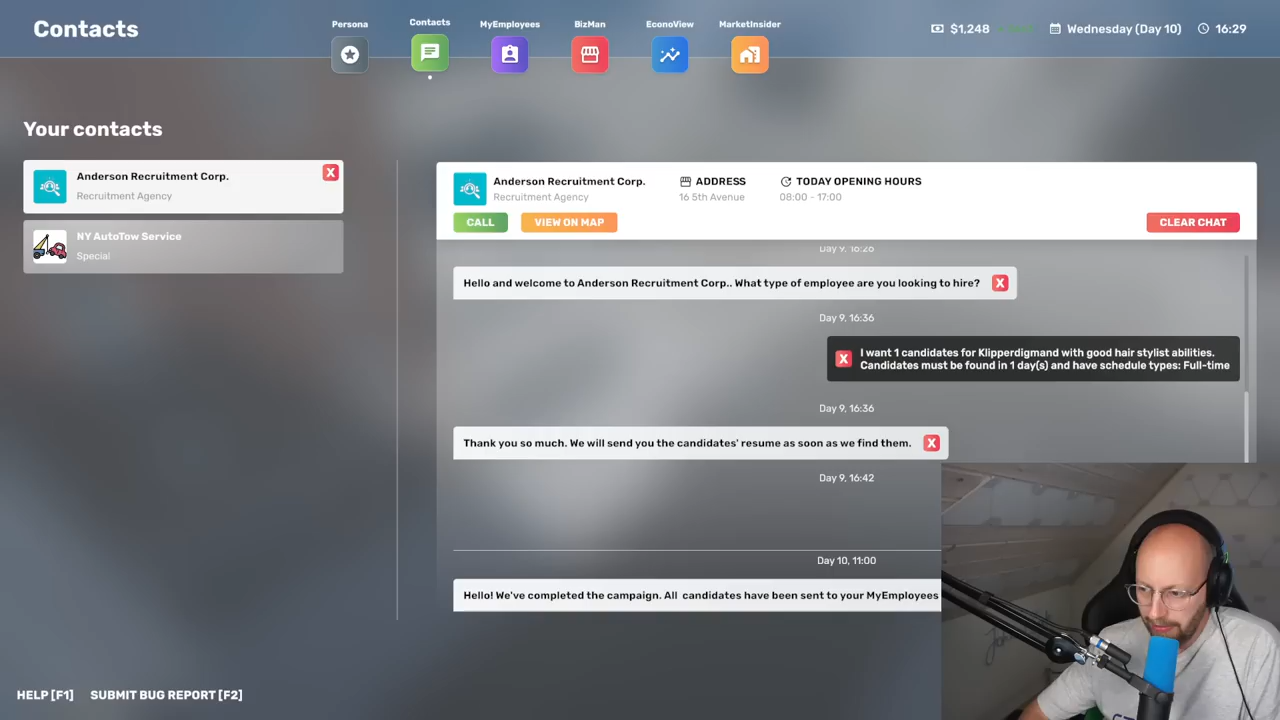 Contacts
Persona
Contacts
MyEmployees
BizMan
EconoView
MarketInsider
$1,248
Wednesday (Day 10)
16:29
Your contacts
Anderson Recruitment Corp.
Recruitment Agency
X
NY AutoTow Service
Special
Anderson Recruitment Corp.
Recruitment Agency
ADDRESS
16 5th Avenue
TODAY OPENING HOURS
08:00 - 17:00
CALL
VIEW ON MAP
CLEAR CHAT
Day 9, 16:26
Hello and welcome to Anderson Recruitment Corp.. What type of employee are you looking to hire?
X
Day 9, 16:36
X
I want 1 candidates for Klipperdigmand with good hair stylist abilities.
Candidates must be found in 1 day(s) and have schedule types: Full-time
Day 9, 16:36
Thank you so much. We will send you the candidates' resume as soon as we find them.
X
Day 9, 16:42
Day 10, 11:00
Hello! We've completed the campaign. All candidates have been sent to your MyEmployees
HELP [F1]
SUBMIT BUG REPORT [F2]